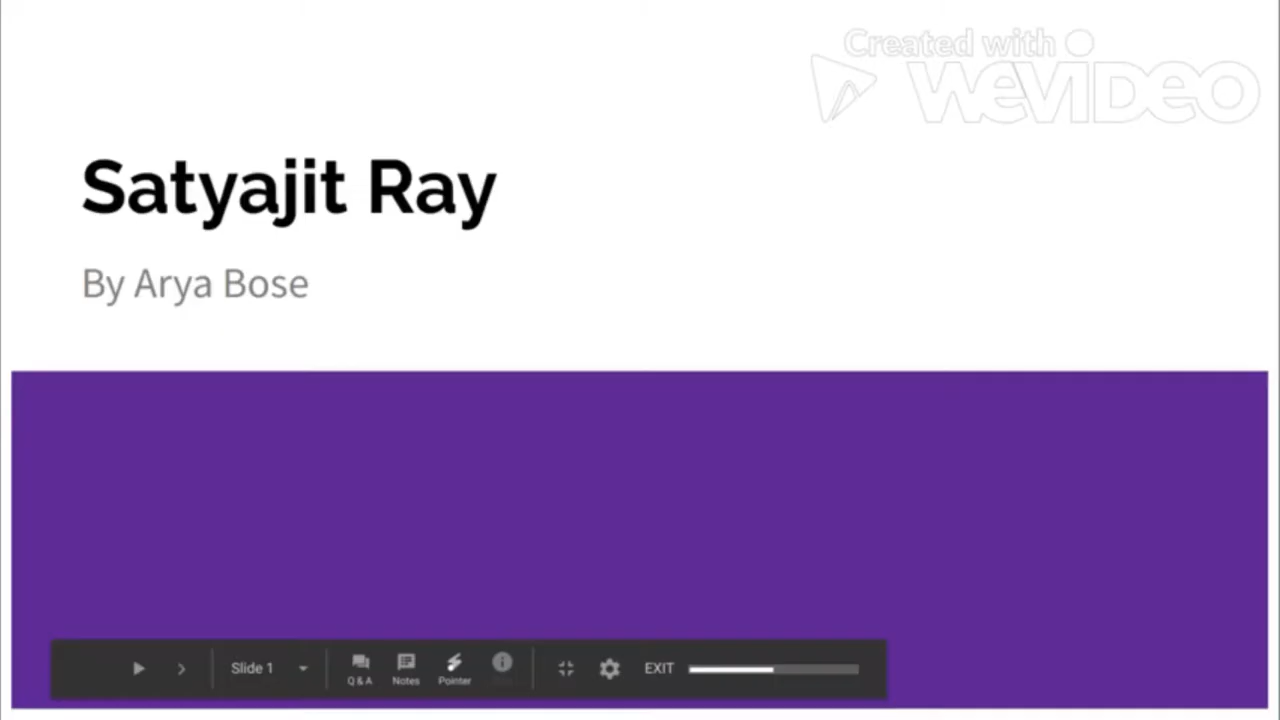 Created with
WEVIDEO
Satyajit Ray
By Arya Bose
Slide 1
Q & A
Notes
Pointer
EXIT